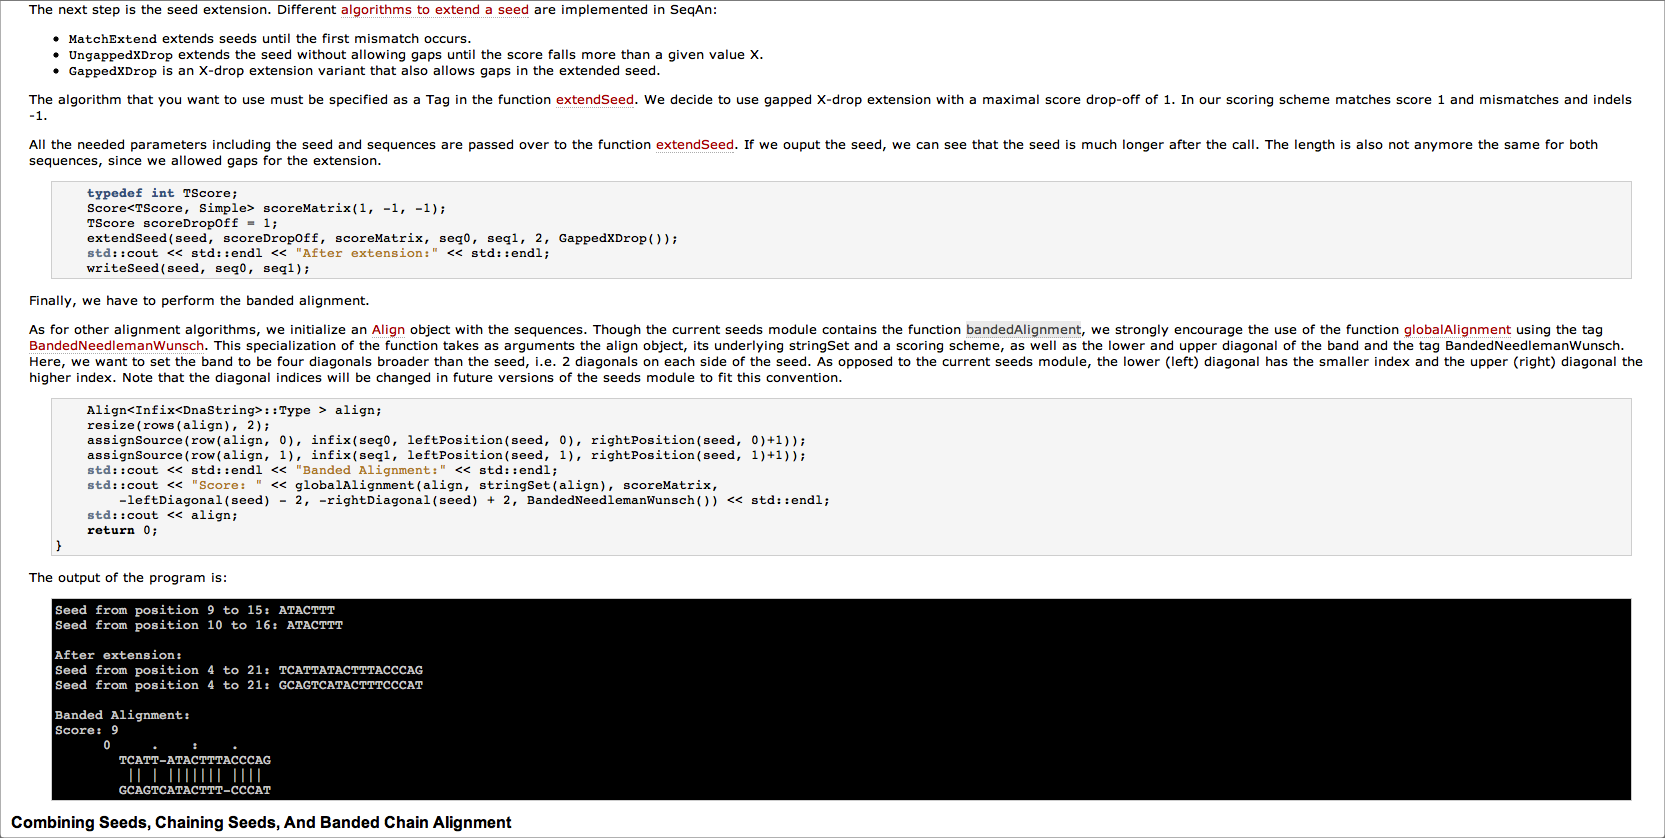 The next step is the seed extension. Different algorithms to extend a seed are implemented in SeqAn:
• MatchExtend extends seeds until the first mismatch occurs.
• UngappedXDrop extends the seed without allowing gaps until the score falls more than a given value X.
• GappedXDrop is an X-drop extension variant that also allows gaps in the extended seed.
The algorithm that you want to use must be specified as a Tag in the function extendSeed. We decide to use gapped X-drop extension with a maximal score drop-off of 1. In our scoring scheme matches score 1 and mismatches and indels
-1.
All the needed parameters including the seed and sequences are passed over to the function extendSeed. If we ouput the seed, we can see that the seed is much longer after the call. The length is also not anymore the same for both
sequences, since we allowed gaps for the extension.
typedef int TScore;
Score<TScore, Simple> scoreMatrix(1, -1, -1);
TScore scoreDropOff = 1;
extendSeed(seed, scoreDropOff, scoreMatrix, seq0, seq1, 2, GappedXDrop());
std::cout << std::endl << "After extension:" << std::endl;
writeSeed(seed, seq0, seq1);
Finally, we have to perform the banded alignment.
As for other alignment algorithms, we initialize an Align object with the sequences. Though the current seeds module contains the function bandedAlignment, we strongly encourage the use of the function globalAlignment using the tag
BandedNeedlemanWunsch. This specialization of the function takes as arguments the align object, its underlying stringSet and a scoring scheme, as well as the lower and upper diagonal of the band and the tag BandedNeedlemanWunsch.
Here, we want to set the band to be four diagonals broader than the seed, i.e. 2 diagonals on each side of the seed. As opposed to the current seeds module, the lower (left) diagonal has the smaller index and the upper (right) diagonal the
higher index. Note that the diagonal indices will be changed in future versions of the seeds module to fit this convention.
Align<Infix<DnaString>::Type > align;
resize(rows(align), 2);
assignSource(row(align, 0), infix(seq0, leftPosition(seed, 0), rightPosition(seed, 0)+1));
assignSource(row(align, 1), infix(seq1, leftPosition(seed, 1), rightPosition(seed, 1)+1));
std::cout << std::endl << "Banded Alignment:" << std::endl;
std::cout << "Score: " << globalAlignment(align, stringSet(align), scoreMatrix,
-leftDiagonal(seed) - 2, -rightDiagonal(seed) + 2, BandedNeedlemanWunsch()) << std::endl;
std::cout << align;
return 0;
}
The output of the program is:
Seed from position 9 to 15: ATACTTT
Seed from position 10 to 16: ATACTTT
After extension:
Seed from position 4 to 21: TCATTATACTTTACCCAG
Seed from position 4 to 21: GCAGTCATACTTTCCCAT
Banded Alignment:
Score: 9
0     .    :    .
TCATT-ATACTTTACCCAG
 || | ||||||| ||||
GCAGTCATACTTT-CCCAT
Combining Seeds, Chaining Seeds, And Banded Chain Alignment